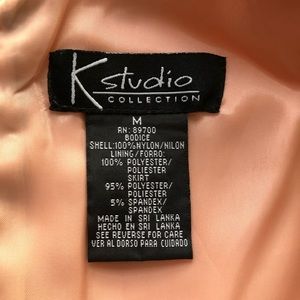 K studio
COLLECTION
M
RN: 89700
BODICE
SHELL:100%NYLON/NILON
LINING/FORRO:
100% POLYESTER/
POLIESTER
SKIRT
95% POLYESTER/
POLIESTER
5% SPANDEX/
SPANDEX
MADE IN SRI LANKA
HECHO EN SRI LANKA
SEE REVERSE FOR CARE
VER AL DORSO PARA CUIDADO